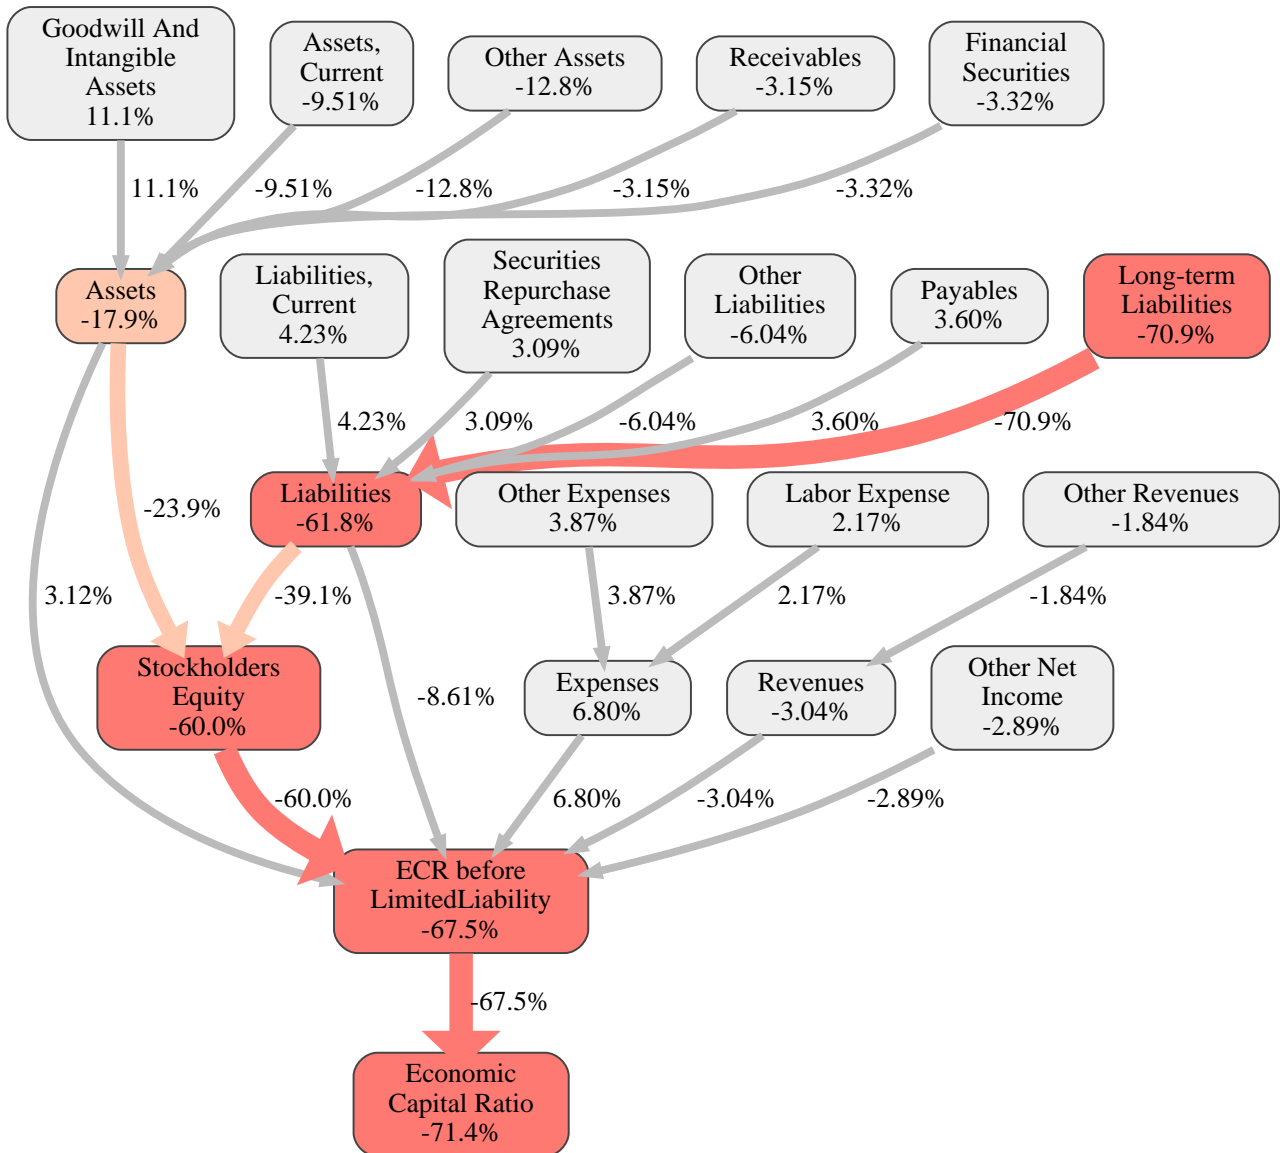 Goodwill And
Intangible
Assets
11.1%
Assets,
Current
-9.51%
Other Assets
-12.8%
Receivables
-3.15%
Financial
Securities
-3.32%
11.1%
-9.51%
-12.8%
-3.15%
-3.32%
Assets
-17.9%
Liabilities,
Current
4.23%
Securities
Repurchase
Agreements
3.09%
Other
Liabilities
-6.04%
Payables
3.60%
Long-term
Liabilities
-70.9%
4.23%
3.09%
-6.04%
3.60%
-70.9%
Liabilities
-61.8%
Other Expenses
3.87%
Labor Expense
2.17%
Other Revenues
-1.84%
-23.9%
3.12%
-39.1%
3.87%
2.17%
-1.84%
Stockholders
Equity
-60.0%
-8.61%
Expenses
6.80%
Revenues
-3.04%
Other Net
Income
-2.89%
-60.0%
6.80%
-3.04%
-2.89%
ECR before
LimitedLiability
-67.5%
-67.5%
Economic
Capital Ratio
-71.4%